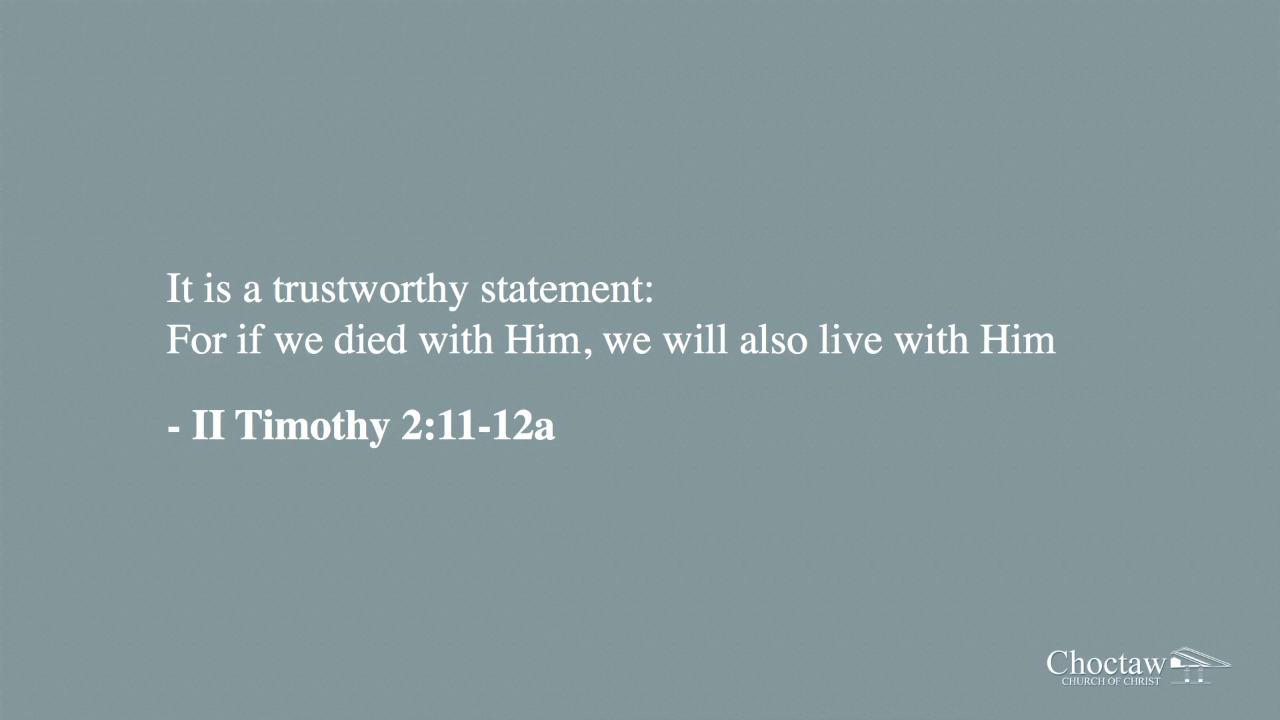 It is a trustworthy statement:
For if we died with Him, we will also live with Him
- II Timothy 2:11-12a
Choctaw
CHURCH OF CHRIST